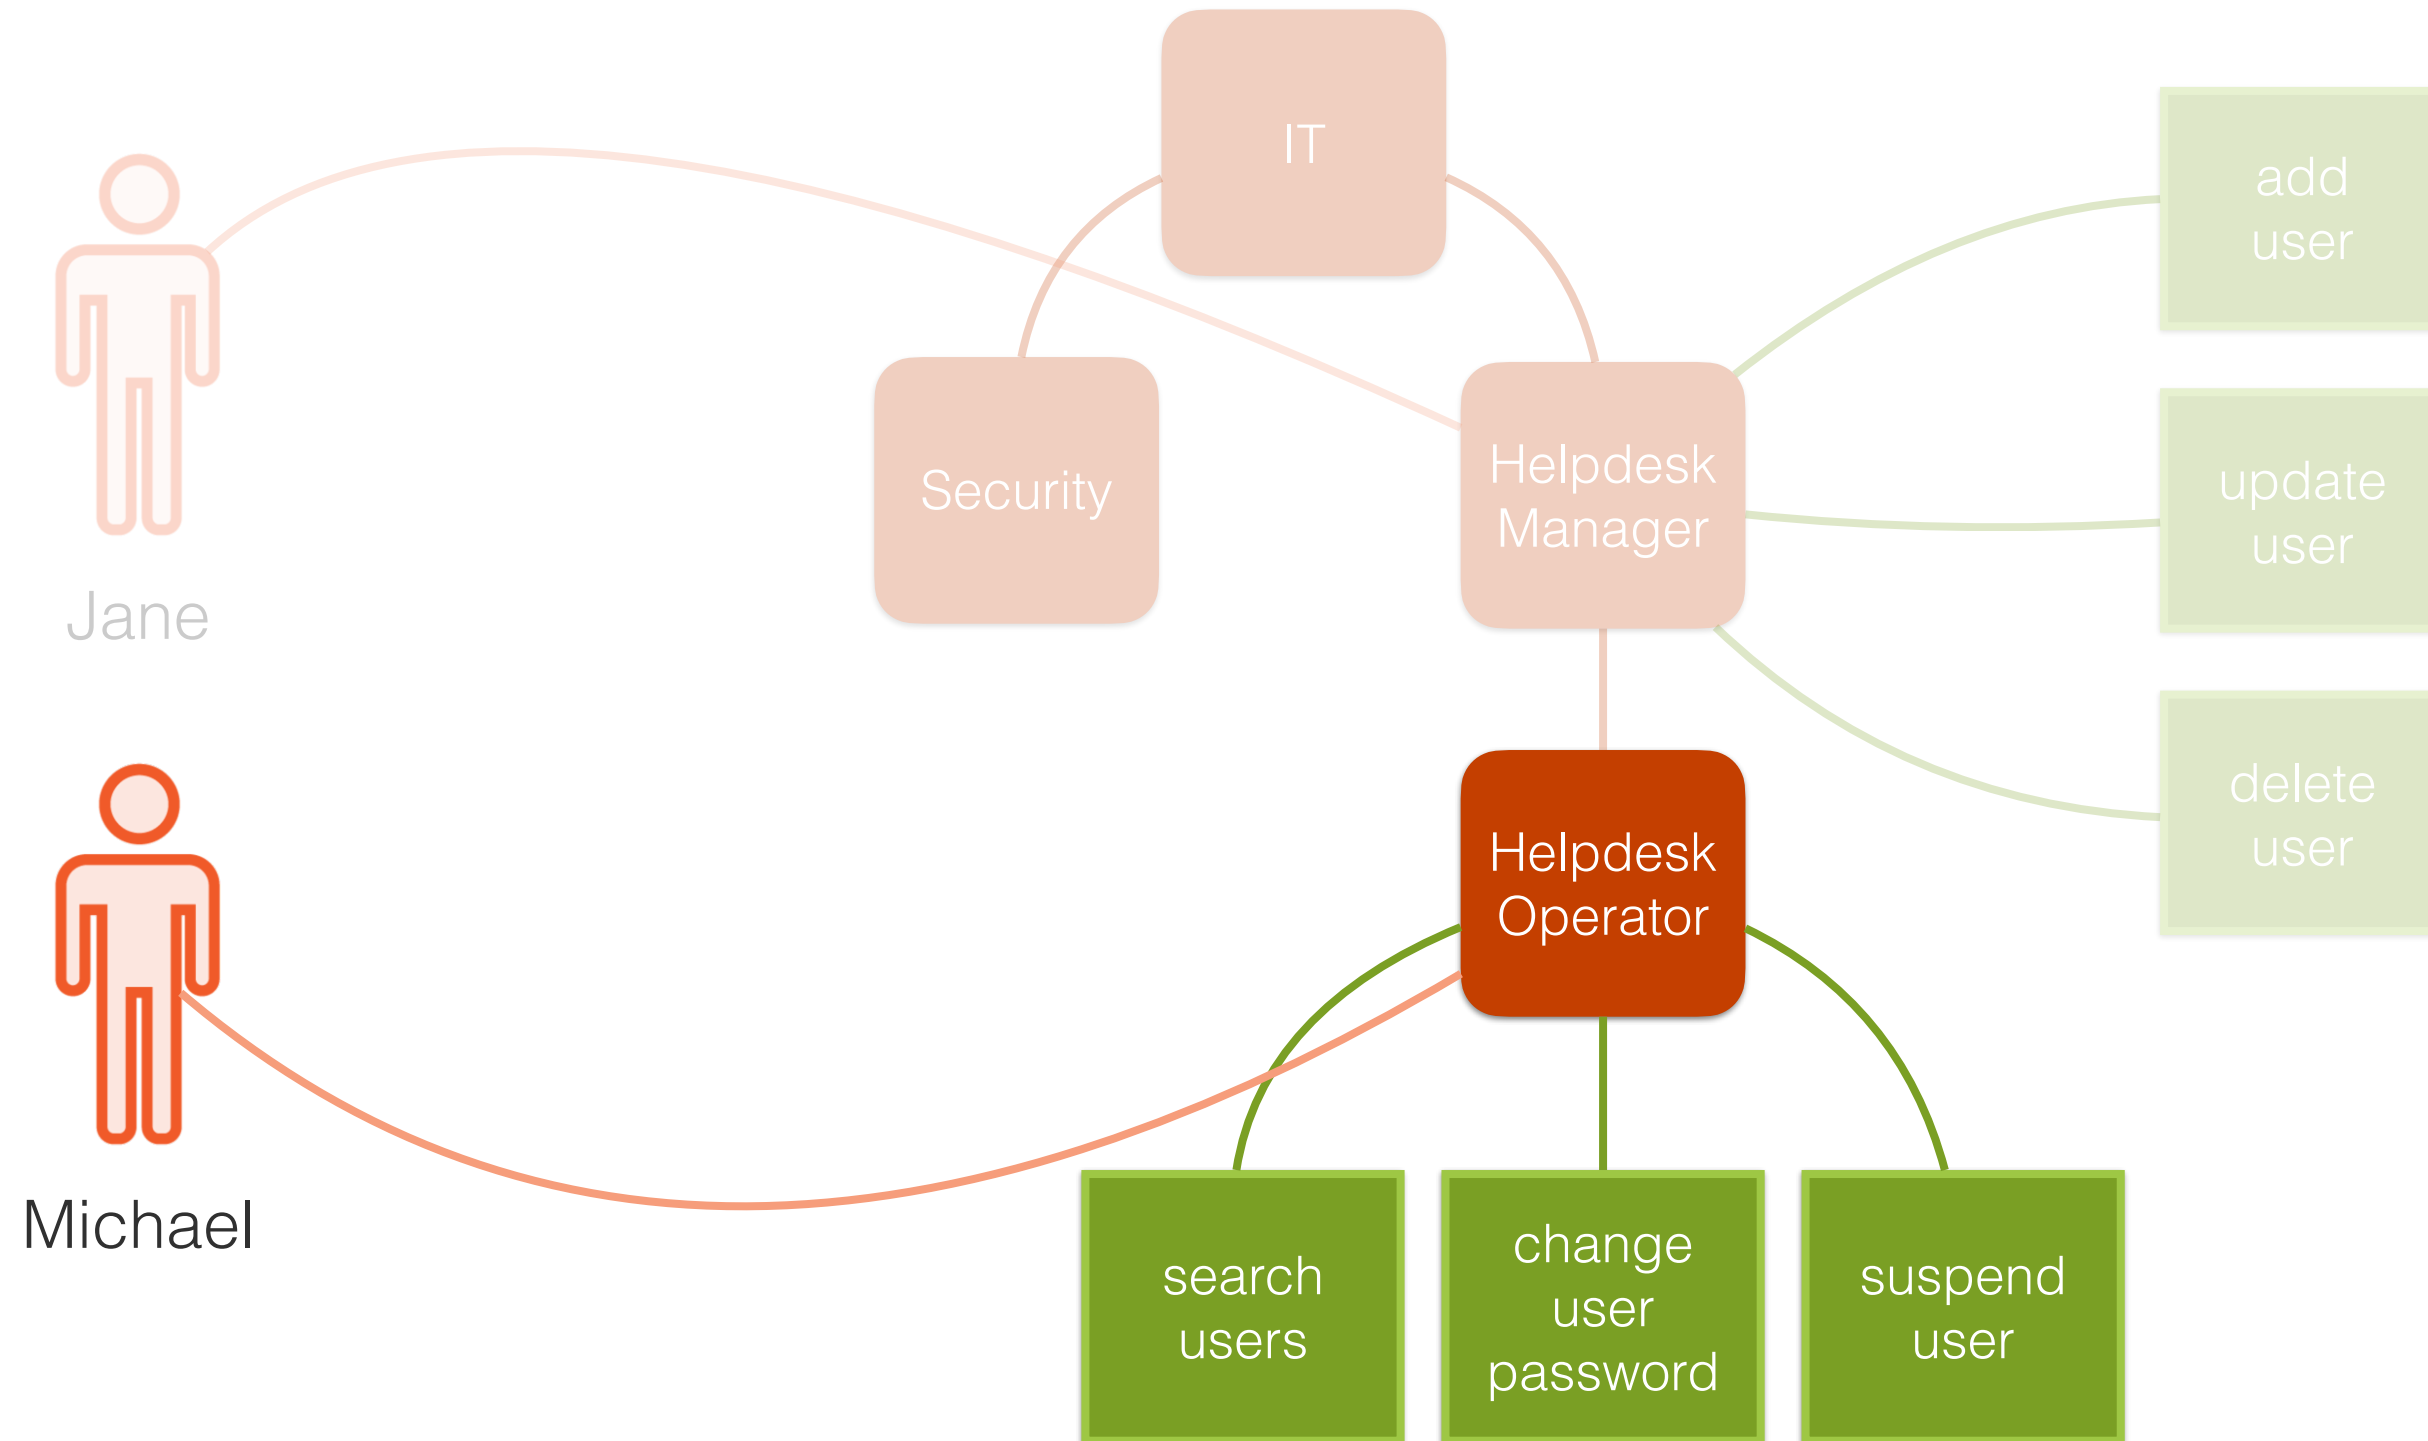 IT
add
user
Security
Helpdesk
Manager
update
user
Jane
delete
user
Helpdesk
Operator
Michael
search
users
change
user
password
suspend
user